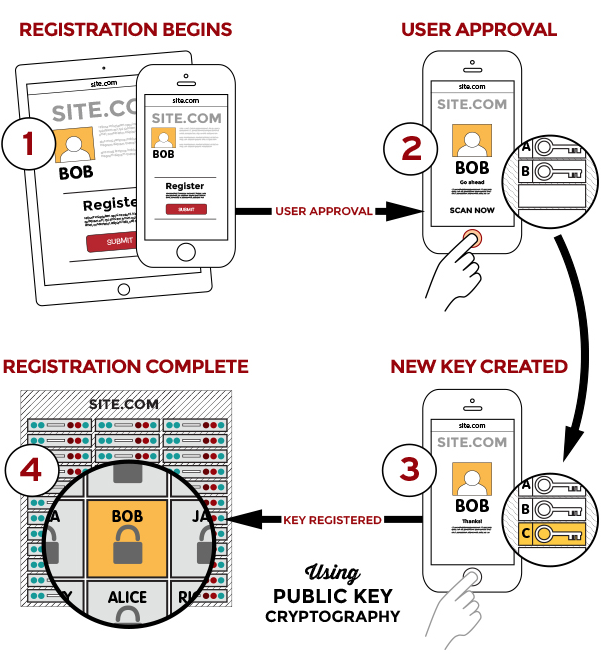 REGISTRATION BEGINS
USER APPROVAL
site.com
SITE.CO
BOB
Register
SUBMIT
site.com
SITE.COM
BOB
Register
SUBMIT
1
USER APPROVAL
2
site.com
SITE.COM
BOB
Go ahead
SCAN NOW
A
B
REGISTRATION COMPLETE
NEW KEY CREATED
SITE.COM
4
A
BOB
JA
Y
ALICE
RI
KEY REGISTERED
3
site.com
SITE.COM
BOB
Thanks!
A
B
C
Using
PUBLIC KEY
CRYPTOGRAPHY